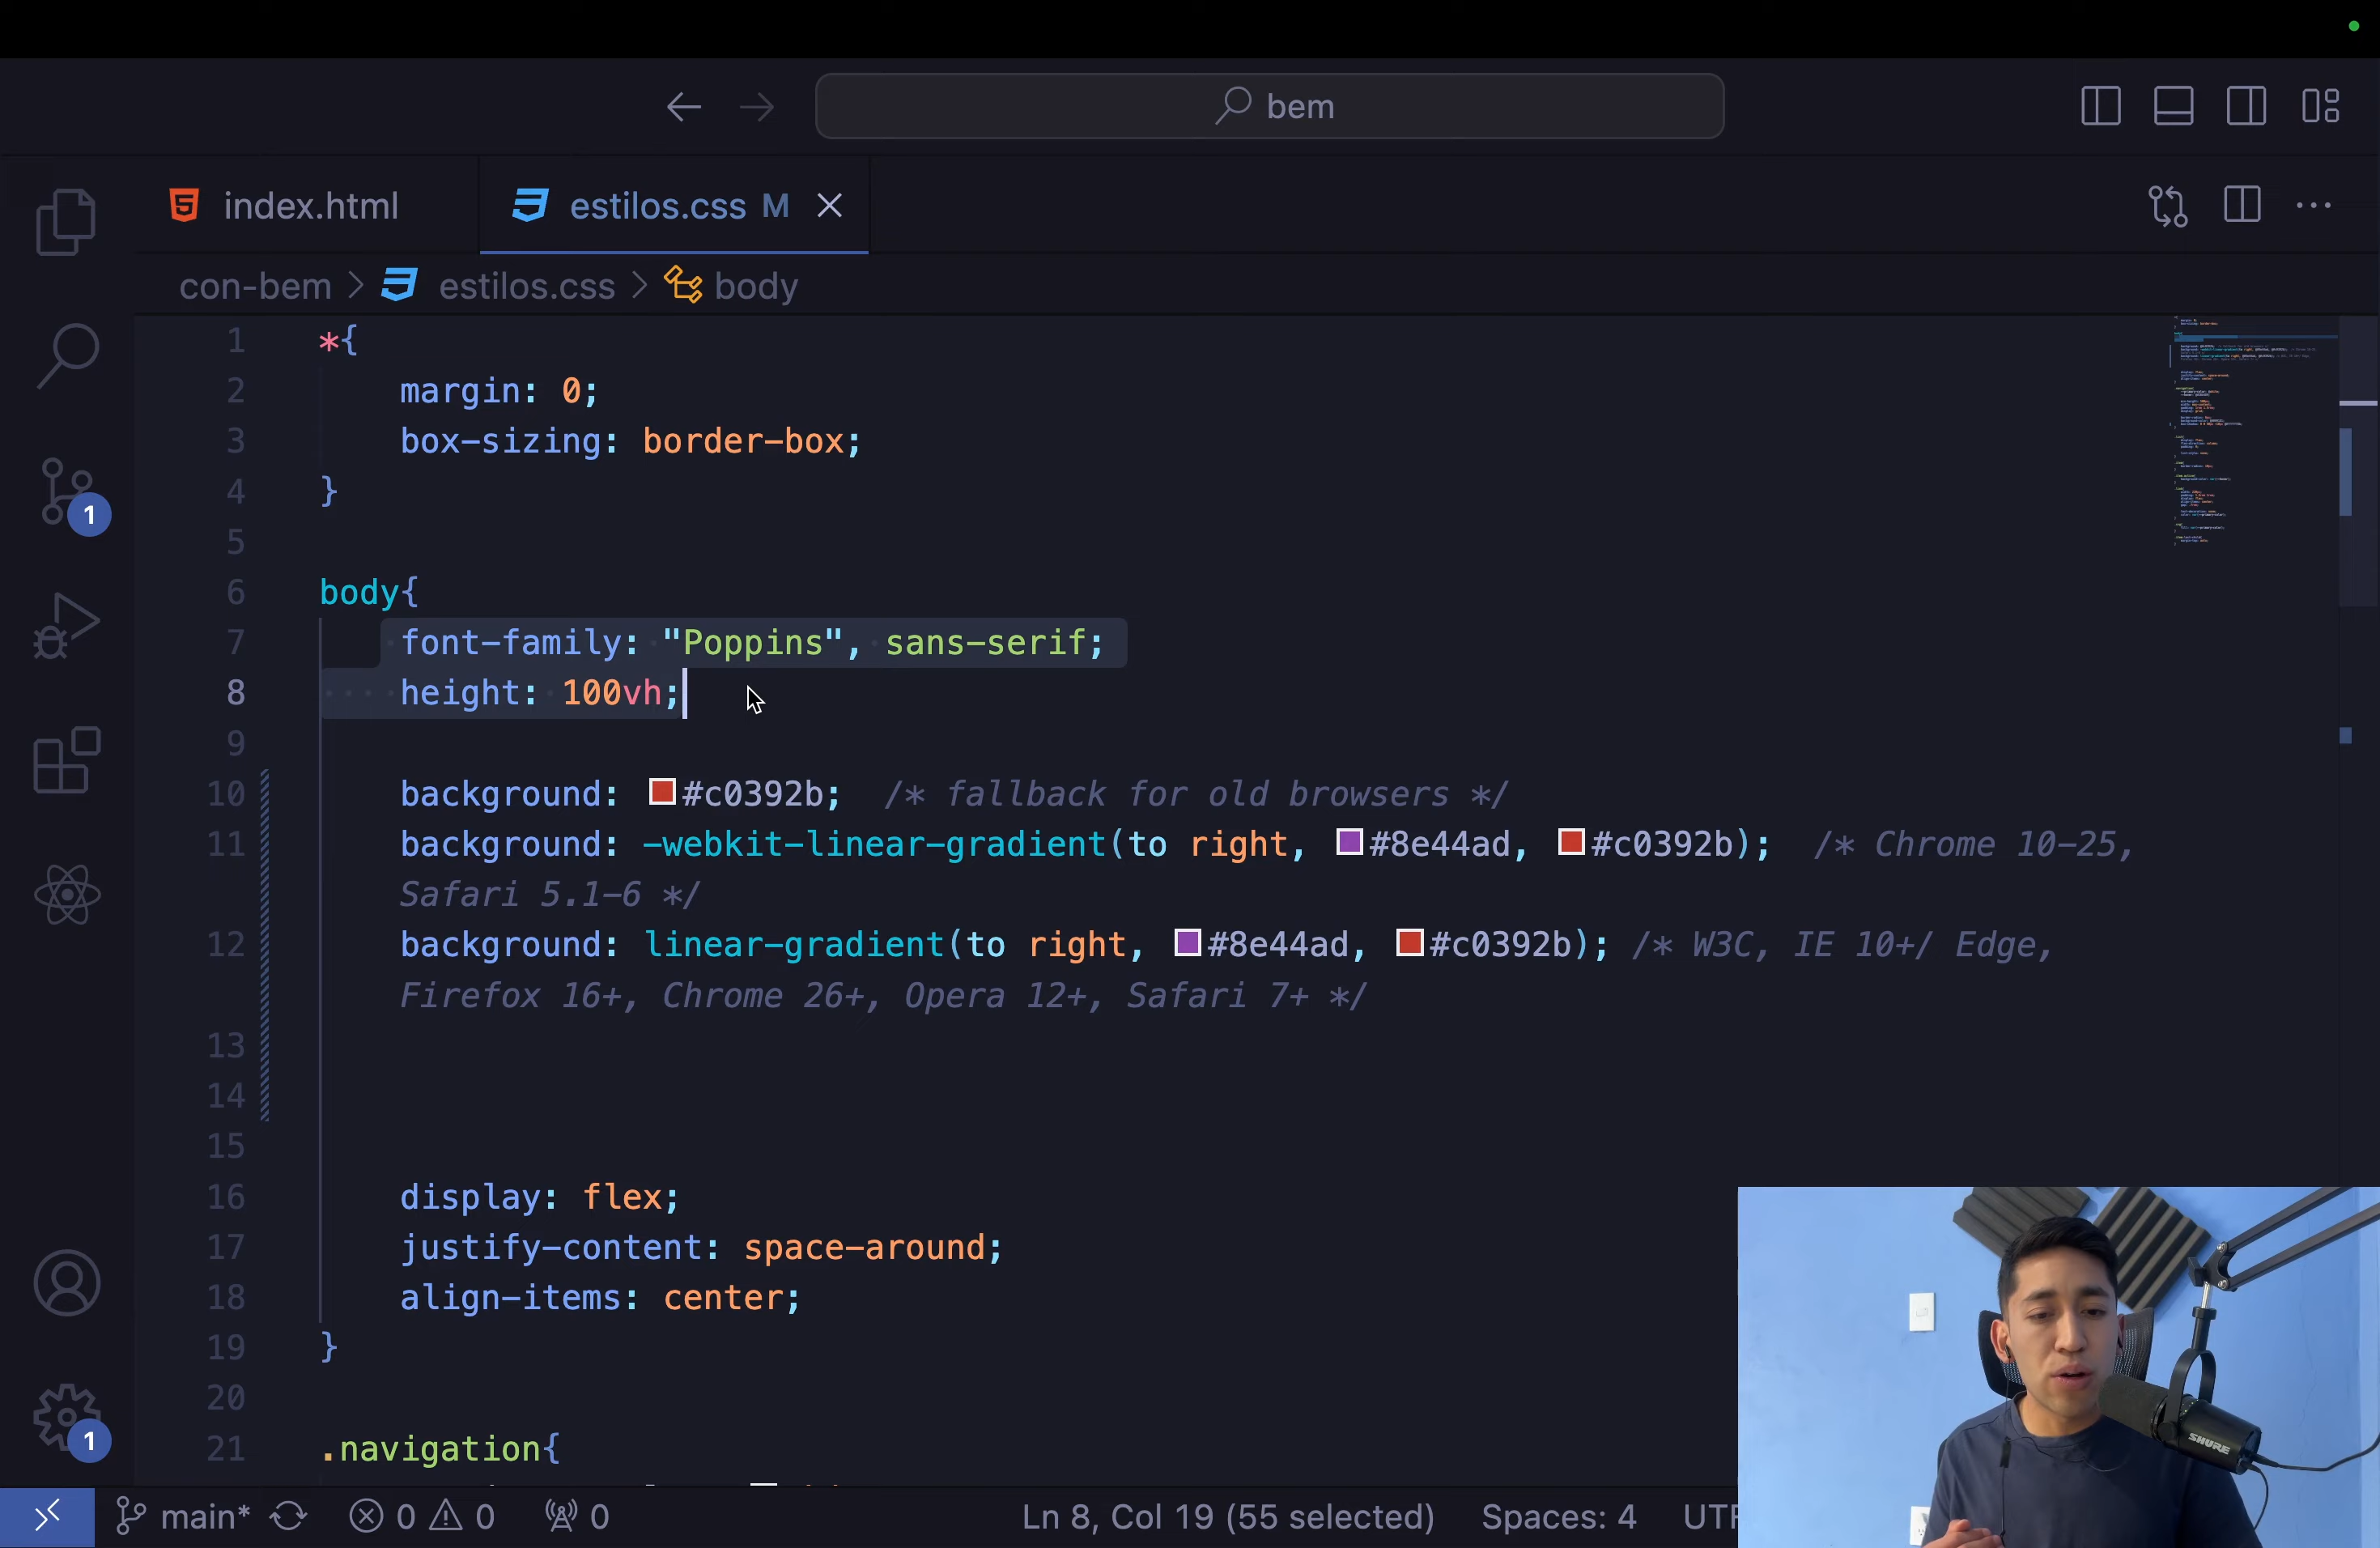 bem
index.html
estilos.css M
con-bem > estilos.css > body
1 *{
2 margin: 0;
3 box-sizing: border-box;
4 }
5
6 body{
7 font-family: "Poppins", sans-serif;
8 height: 100vh;
9
10 background: #c0392b; /* fallback for old browsers */
11 background: -webkit-linear-gradient(to right, #8e44ad, #c0392b); /* Chrome 10-25,
Safari 5.1-6 */
12 background: linear-gradient(to right, #8e44ad, #c0392b); /* W3C, IE 10+/ Edge,
Firefox 16+, Chrome 26+, Opera 12+, Safari 7+ */
13
14
15
16 display: flex;
17 justify-content: space-around;
18 align-items: center;
19 }
20
21 .navigation{
1
1
main* 0 0 0 Ln 8, Col 19 (55 selected) Spaces: 4 UTF
SHURE